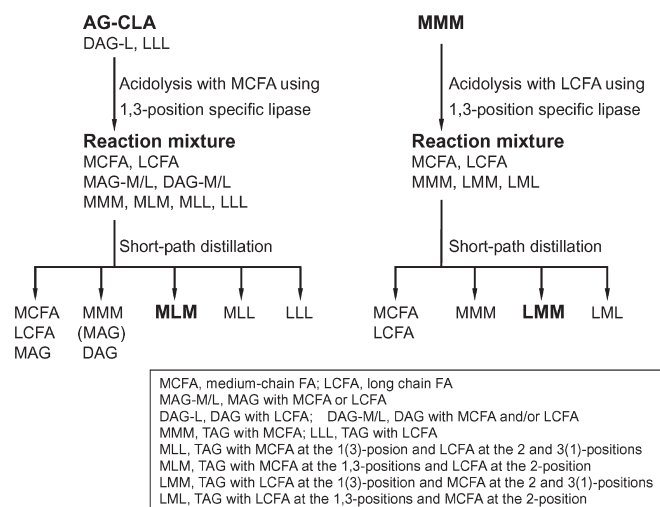 AG-CLA
DAG-L, LLL
Acidolysis with MCFA using
1,3-position specific lipase
Reaction mixture
MCFA, LCFA
MAG-M/L, DAG-M/L
MMM, MLM, MLL, LLL
Short-path distillation
MCFA
LCFA
MAG
MMM
(MAG)
DAG
MLM
MLL
LLL
MMM
Acidolysis with LCFA using
1,3-position specific lipase
Reaction mixture
MCFA, LCFA
MMM, LMM, LML
Short-path distillation
MCFA
LCFA
MMM
LMM
LML
MCFA, medium-chain FA; LCFA, long chain FA
MAG-M/L, MAG with MCFA or LCFA
DAG-L, DAG with LCFA; DAG-M/L, DAG with MCFA and/or LCFA
MMM, TAG with MCFA; LLL, TAG with LCFA
MLL, TAG with MCFA at the 1(3)-posion and LCFA at the 2 and 3(1)-positions
MLM, TAG with MCFA at the 1,3-positions and LCFA at the 2-position
LMM, TAG with LCFA at the 1(3)-position and MCFA at the 2 and 3(1)-positions
LML, TAG with LCFA at the 1,3-positions and MCFA at the 2-position